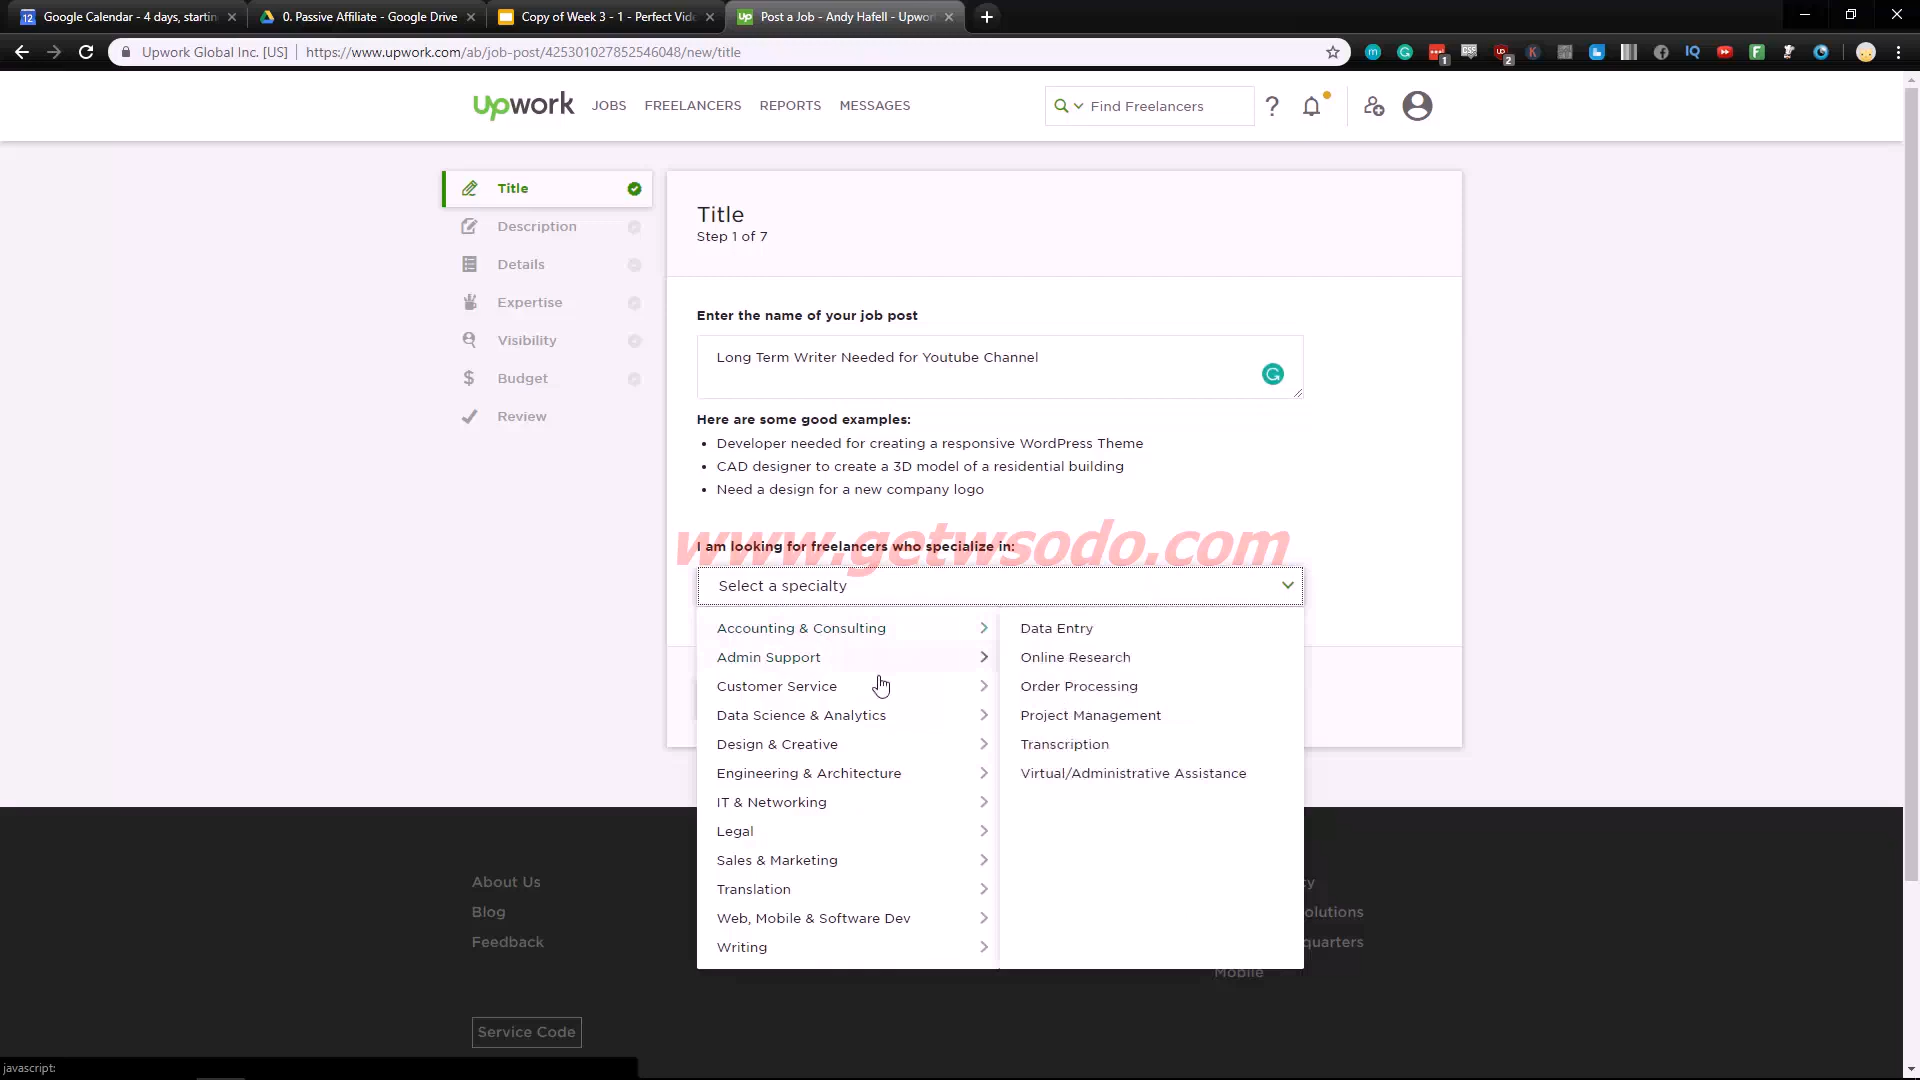 Google Calendar - 4 days, startin
0. Passive Affiliate - Google Drive
Copy of Week 3 - 1 - Perfect Vide
Post a Job - Andy Hafell - Upwor
Upwork Global Inc. [US]
https://www.upwork.com/ab/job-post/425301027852546048/new/title
upwork
JOBS
FREELANCERS
REPORTS
MESSAGES
Find Freelancers
Title
Description
Details
Expertise
Visibility
Budget
Review
Title
Step 1 of 7
Enter the name of your job post
Long Term Writer Needed for Youtube Channel
Here are some good examples:
• Developer needed for creating a responsive WordPress Theme
• CAD designer to create a 3D model of a residential building
• Need a design for a new company logo
www.getwsodo.com
I am looking for freelancers who specialize in:
Select a specialty
Accounting & Consulting
Admin Support
Customer Service
Data Science & Analytics
Design & Creative
Engineering & Architecture
IT & Networking
Legal
Sales & Marketing
Translation
Web, Mobile & Software Dev
Writing
Data Entry
Online Research
Order Processing
Project Management
Transcription
Virtual/Administrative Assistance
About Us
Blog
Feedback
ty
olutions
quarters
Mobile
Service Code
javascript: